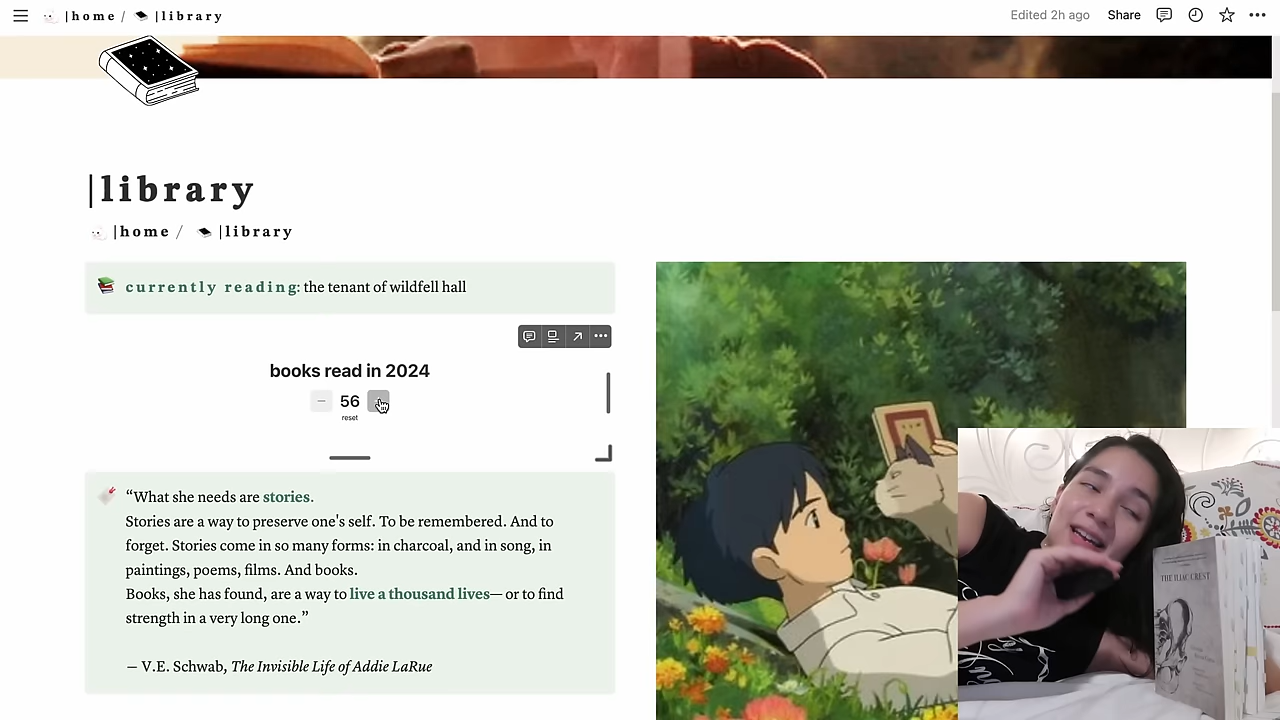 |home / |library
Edited 2h ago Share
|library
|home / |library
currently reading: the tenant of wildfell hall
books read in 2024
− 56
reset
“What she needs are stories.
Stories are a way to preserve one's self. To be remembered. And to
forget. Stories come in so many forms: in charcoal, and in song, in
paintings, poems, films. And books.
Books, she has found, are a way to live a thousand lives— or to find
strength in a very long one.”
— V.E. Schwab, The Invisible Life of Addie LaRue
THE ILIAC CREST